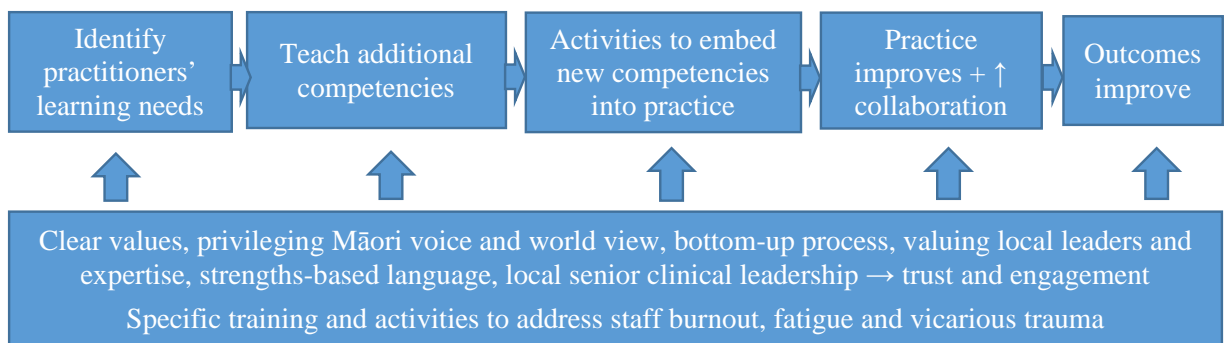 Identify
practitioners’
learning needs
Teach additional
competencies
Activities to embed
new competencies
into practice
Practice
improves + ↑
collaboration
Outcomes
improve
Clear values, privileging Māori voice and world view, bottom-up process, valuing local leaders and
expertise, strengths-based language, local senior clinical leadership → trust and engagement
Specific training and activities to address staff burnout, fatigue and vicarious trauma